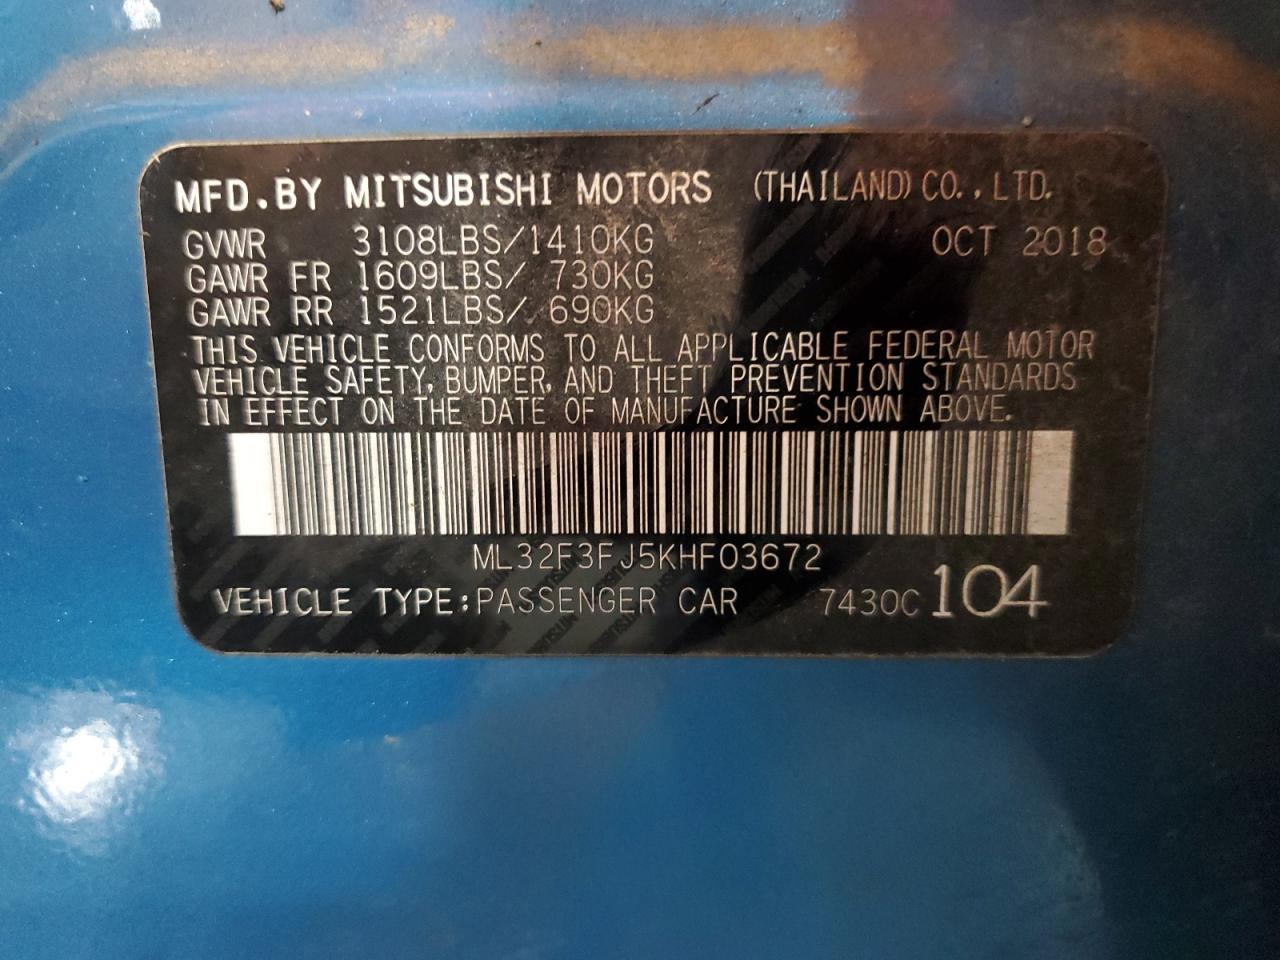 MFD.BY MITSUBISHI MOTORS (THAILAND) CO.,LTD.
GVWR 3108LBS/1410KG OCT 2018
GAWR FR 1609LBS/ 730KG
GAWR RR 1521LBS/ 690KG
THIS VEHICLE CONFORMS TO ALL APPLICABLE FEDERAL MOTOR
VEHICLE SAFETY, BUMPER, AND THEFT PREVENTION STANDARDS
IN EFFECT ON THE DATE OF MANUFACTURE SHOWN ABOVE.
ML32F3FJ5KHF03672
VEHICLE TYPE:PASSENGER CAR 7430C 104